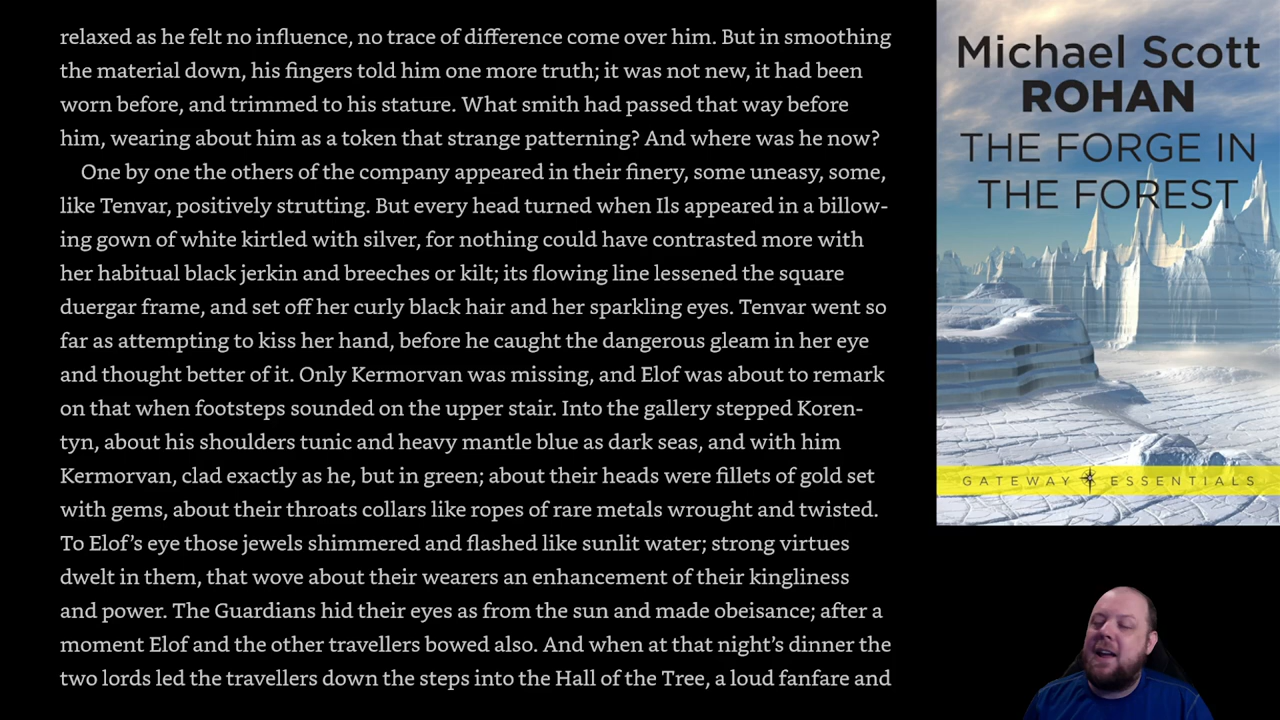 relaxed as he felt no influence, no trace of difference come over him. But in smoothing
the material down, his fingers told him one more truth; it was not new, it had been
worn before, and trimmed to his stature. What smith had passed that way before
him, wearing about him as a token that strange patterning? And where was he now?
One by one the others of the company appeared in their finery, some uneasy, some,
like Tenvar, positively strutting. But every head turned when Ils appeared in a billow-
ing gown of white kirtled with silver, for nothing could have contrasted more with
her habitual black jerkin and breeches or kilt; its flowing line lessened the square
duergar frame, and set off her curly black hair and her sparkling eyes. Tenvar went so
far as attempting to kiss her hand, before he caught the dangerous gleam in her eye
and thought better of it. Only Kermorvan was missing, and Elof was about to remark
on that when footsteps sounded on the upper stair. Into the gallery stepped Koren-
tyn, about his shoulders tunic and heavy mantle blue as dark seas, and with him
Kermorvan, clad exactly as he, but in green; about their heads were fillets of gold set
with gems, about their throats collars like ropes of rare metals wrought and twisted.
To Elof’s eye those jewels shimmered and flashed like sunlit water; strong virtues
dwelt in them, that wove about their wearers an enhancement of their kingliness
and power. The Guardians hid their eyes as from the sun and made obeisance; after a
moment Elof and the other travellers bowed also. And when at that night’s dinner the
two lords led the travellers down the steps into the Hall of the Tree, a loud fanfare and
Michael Scott
ROHAN
THE FORGE IN
THE FOREST
GATEWAY ESSENTIALS